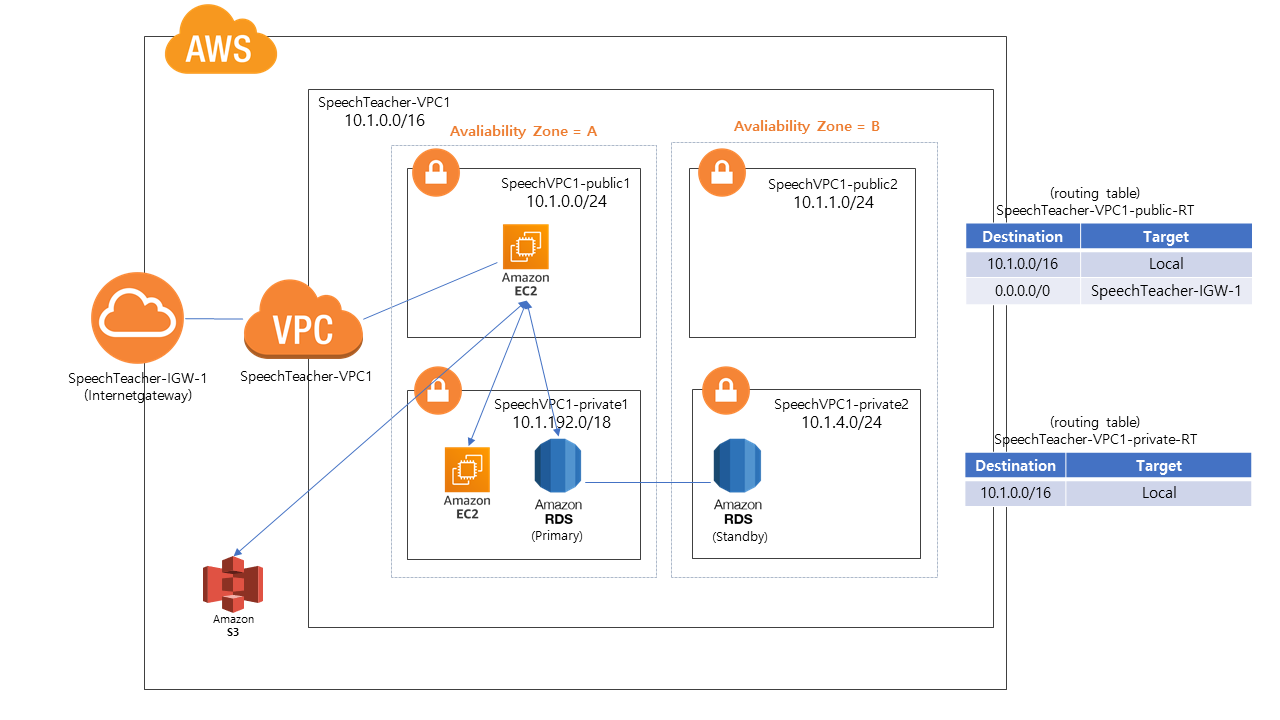 AWS
SpeechTeacher-VPC1
10.1.0.0/16
Avaliability Zone = A
Avaliability Zone = B
SpeechVPC1-public1
10.1.0.0/24
Amazon
EC2
SpeechVPC1-public2
10.1.1.0/24
(routing table)
SpeechTeacher-VPC1-public-RT
Destination Target
10.1.0.0/16 Local
0.0.0.0/0 SpeechTeacher-IGW-1
SpeechTeacher-IGW-1
(Internetgateway)
VPC
SpeechTeacher-VPC1
SpeechVPC1-private1
10.1.192.0/18
Amazon
EC2
Amazon
RDS
(Primary)
SpeechVPC1-private2
10.1.4.0/24
Amazon
RDS
(Standby)
(routing table)
SpeechTeacher-VPC1-private-RT
Destination Target
10.1.0.0/16 Local
Amazon
S3